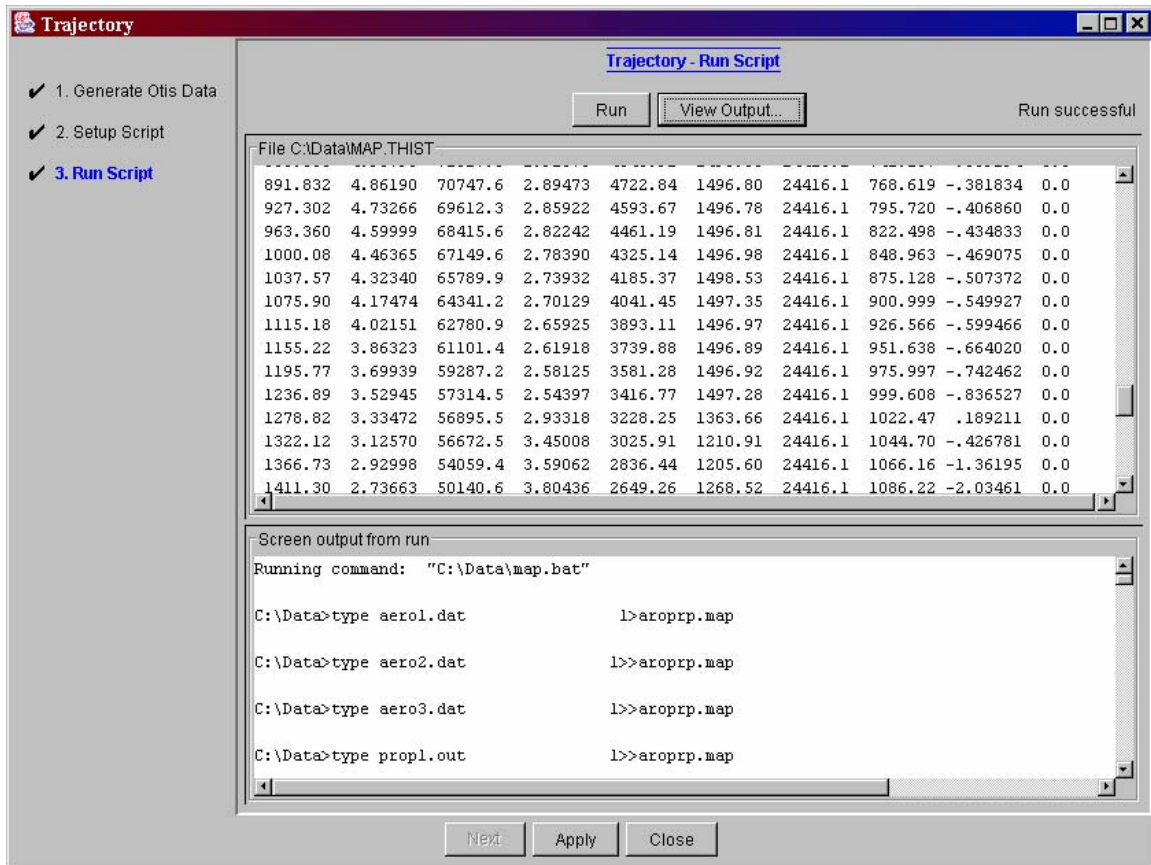 Trajectory
✔ 1. Generate Otis Data
✔ 2. Setup Script
✔ 3. Run Script
Trajectory - Run Script
Run View Output... Run successful
File C:\Data\MAP.THIST
891.832 4.86190 70747.6 2.89473 4722.84 1496.80 24416.1 768.619 -.381834 0.0
927.302 4.73266 69612.3 2.85922 4593.67 1496.78 24416.1 795.720 -.406860 0.0
963.360 4.59999 68415.6 2.82242 4461.19 1496.81 24416.1 822.498 -.434833 0.0
1000.08 4.46365 67149.6 2.78390 4325.14 1496.98 24416.1 848.963 -.469075 0.0
1037.57 4.32340 65789.9 2.73932 4185.37 1498.53 24416.1 875.128 -.507372 0.0
1075.90 4.17474 64341.2 2.70129 4041.45 1497.35 24416.1 900.999 -.549927 0.0
1115.18 4.02151 62780.9 2.65925 3893.11 1496.97 24416.1 926.566 -.599466 0.0
1155.22 3.86323 61101.4 2.61918 3739.88 1496.89 24416.1 951.638 -.664020 0.0
1195.77 3.69939 59287.2 2.58125 3581.28 1496.92 24416.1 975.997 -.742462 0.0
1236.89 3.52945 57314.5 2.54397 3416.77 1497.28 24416.1 999.608 -.836527 0.0
1278.82 3.33472 56895.5 2.93318 3228.25 1363.66 24416.1 1022.47 .189211 0.0
1322.12 3.12570 56672.5 3.45008 3025.91 1210.91 24416.1 1044.70 -.426781 0.0
1366.73 2.92998 54059.4 3.59062 2836.44 1205.60 24416.1 1066.16 -1.36195 0.0
1411.30 2.73663 50140.6 3.80436 2649.26 1268.52 24416.1 1086.22 -2.03461 0.0
Screen output from run
Running command: "C:\Data\map.bat"
C:\Data>type aero1.dat 1>aroprp.map
C:\Data>type aero2.dat 1>>aroprp.map
C:\Data>type aero3.dat 1>>aroprp.map
C:\Data>type prop1.out 1>>aroprp.map
Next Apply Close